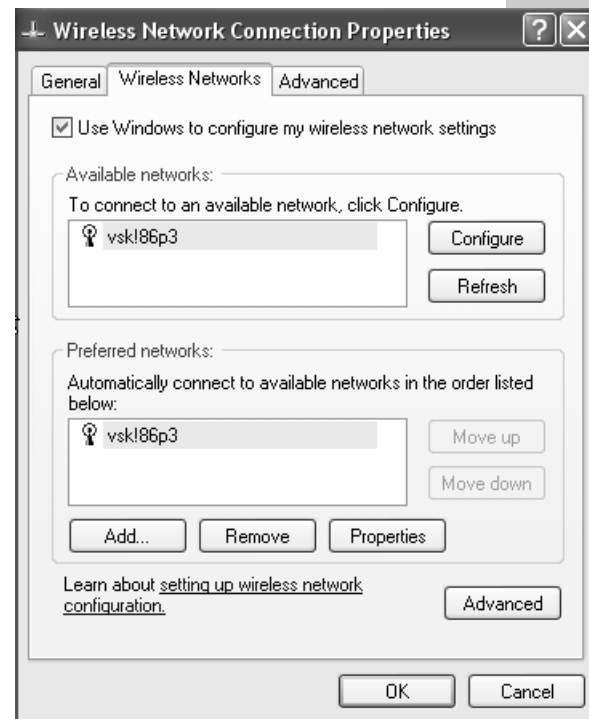 Wireless Network Connection Properties
General Wireless Networks Advanced
Use Windows to configure my wireless network settings
Available networks:
To connect to an available network, click Configure.
vsk!86p3
Configure
Refresh
Preferred networks:
Automatically connect to available networks in the order listed
below:
vsk!86p3
Move up
Move down
Add... Remove Properties
Learn about setting up wireless network
configuration.
Advanced
OK Cancel